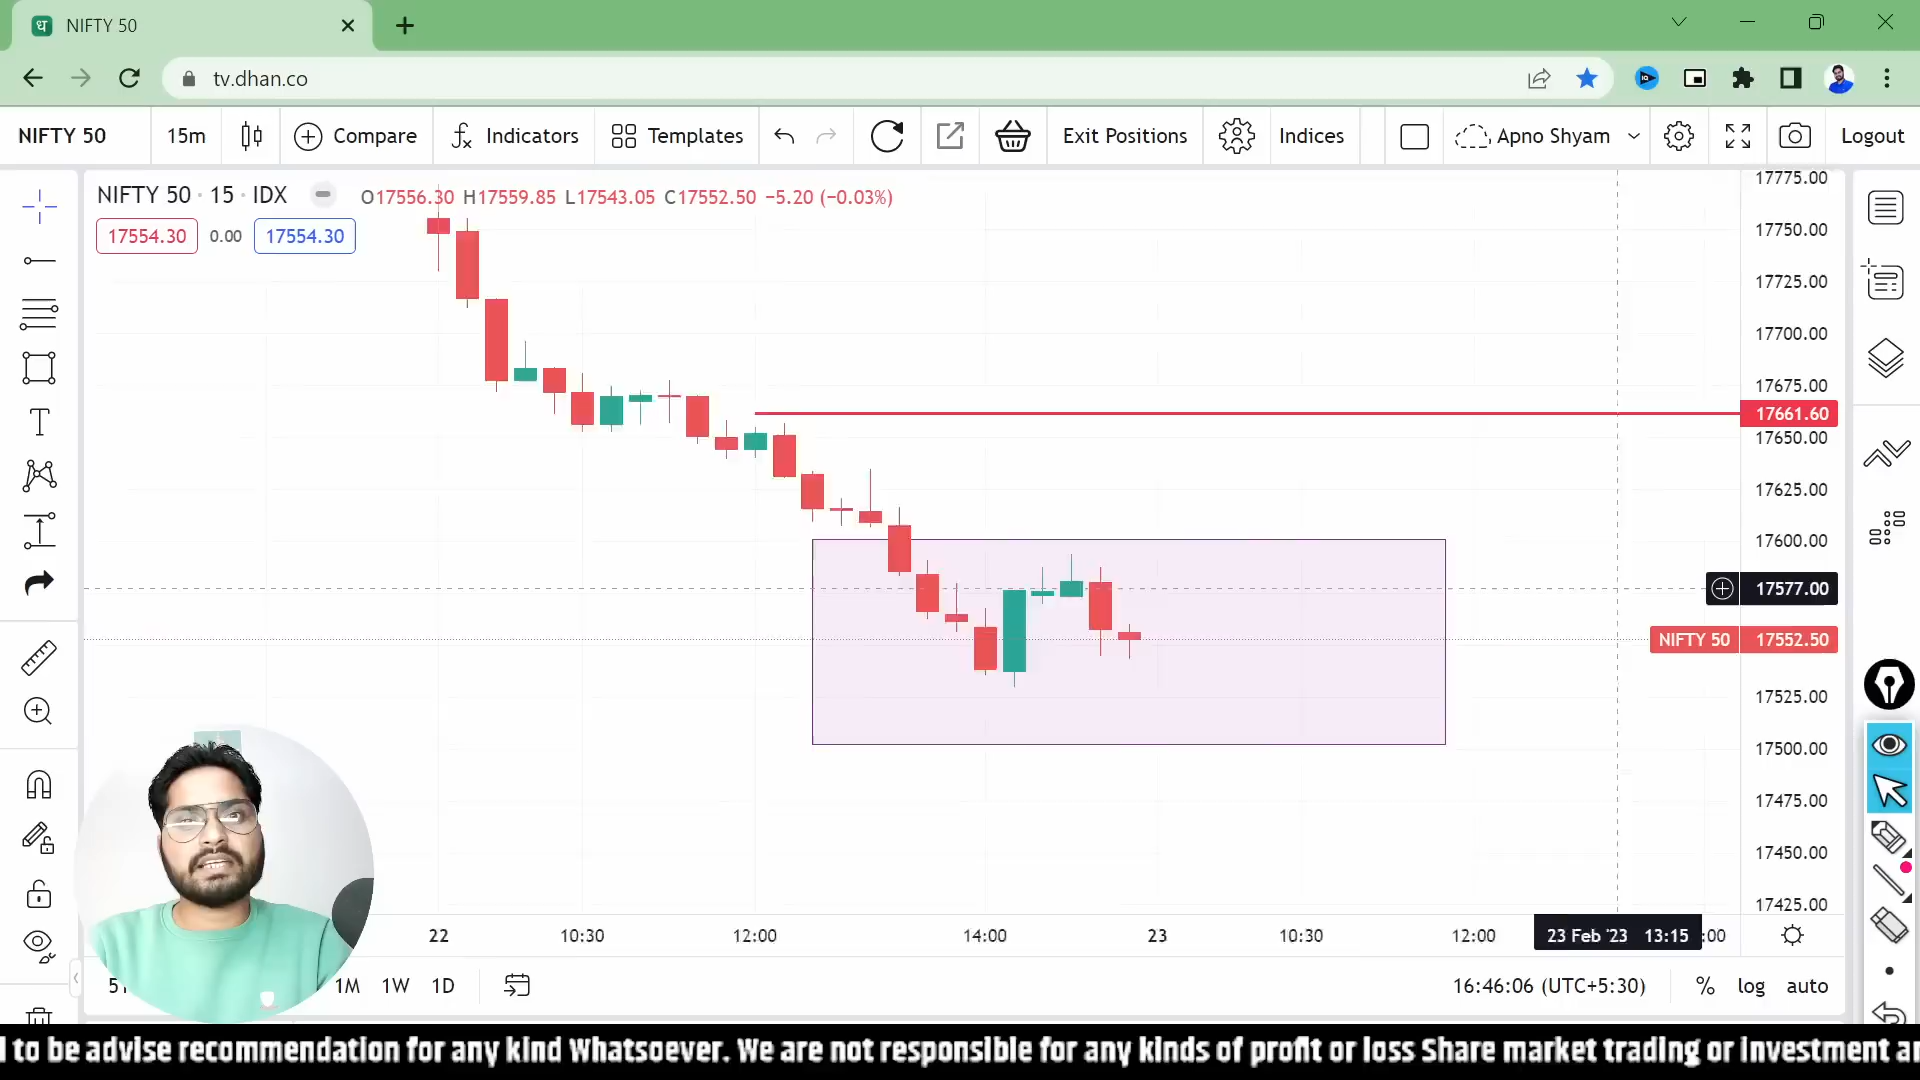 ध NIFTY 50
tv.dhan.co
NIFTY 50 15m Compare Indicators Templates Exit Positions Indices Apno Shyam Logout
NIFTY 50 · 15 · IDX O17556.30 H17559.85 L17543.05 C17552.50 −5.20 (−0.03%)
17554.30 0.00 17554.30
17775.00
17750.00
17725.00
17700.00
17675.00
17661.60
17650.00
17625.00
17600.00
17577.00
NIFTY 50 17552.50
17525.00
17500.00
17475.00
17450.00
17425.00
22 10:30 12:00 14:00 23 10:30 12:00 23 Feb '23 13:15 :00
1M 1W 1D 16:46:06 (UTC+5:30) % log auto
to be advise recommendation for any kind Whatsoever. We are not responsible for any kinds of profit or loss Share market trading or investment